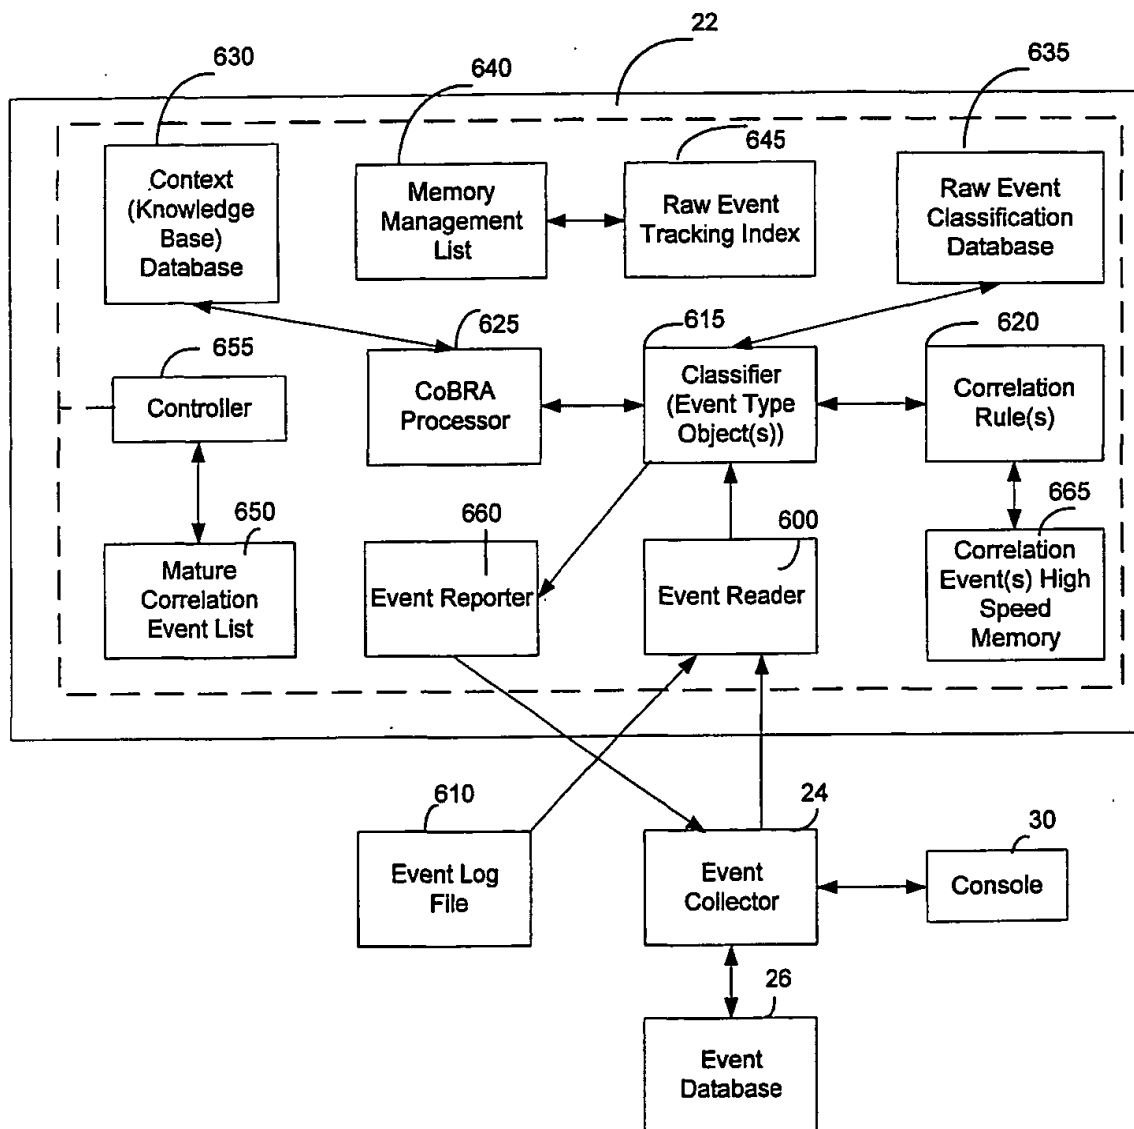 22
630
640
635
645
Context
(Knowledge
Base)
Database
Memory
Management
List
Raw Event
Tracking Index
Raw Event
Classification
Database
655
625
615
620
Controller
CoBRA
Processor
Classifier
(Event Type
Object(s))
Correlation
Rule(s)
650
660
600
665
Mature
Correlation
Event List
Event Reporter
Event Reader
Correlation
Event(s) High
Speed
Memory
610
24
30
Event Log
File
Event
Collector
Console
26
Event
Database